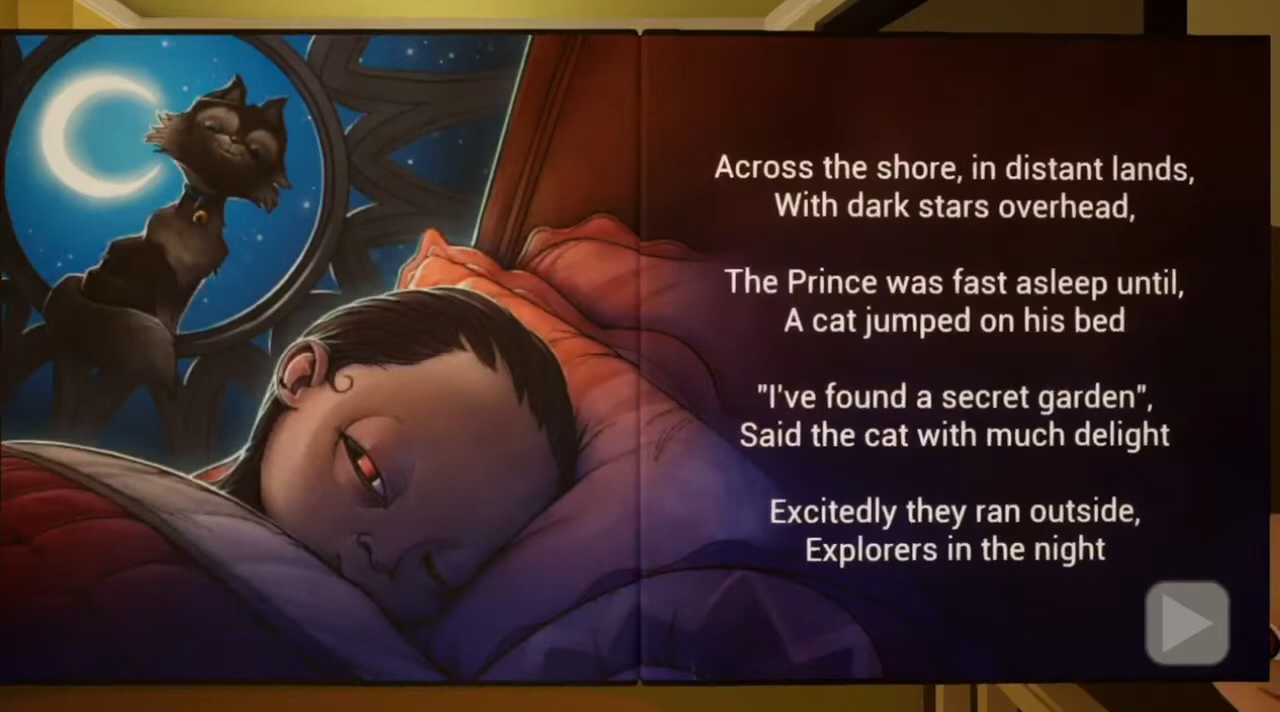 Across the shore, in distant lands,
With dark stars overhead,
The Prince was fast asleep until,
A cat jumped on his bed
"I've found a secret garden",
Said the cat with much delight
Excitedly they ran outside,
Explorers in the night